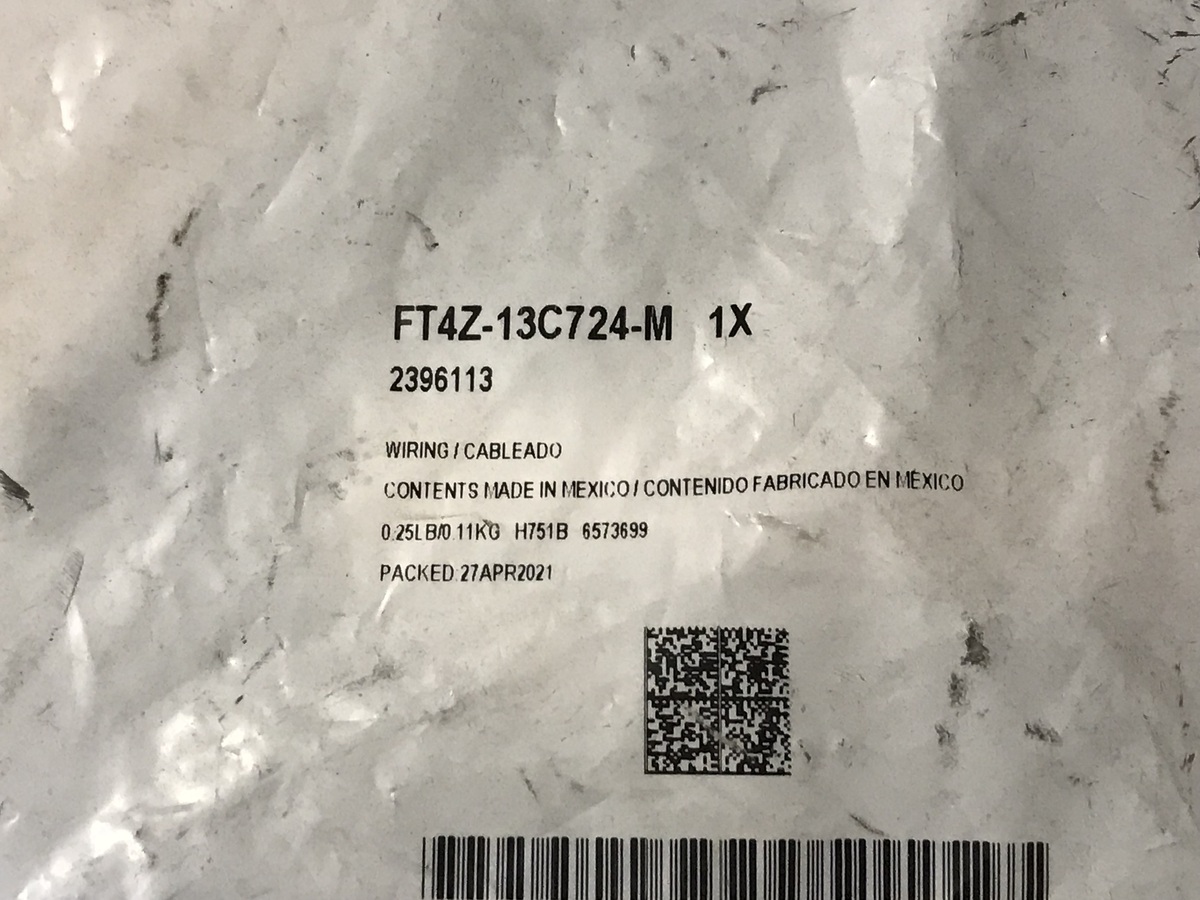 FT4Z-13C724-M 1X
2396113
WIRING / CABLEADO
CONTENTS MADE IN MEXICO / CONTENIDO FABRICADO EN MÉXICO
0.25LB/0.11KG H751B 6573699
PACKED:27APR2021